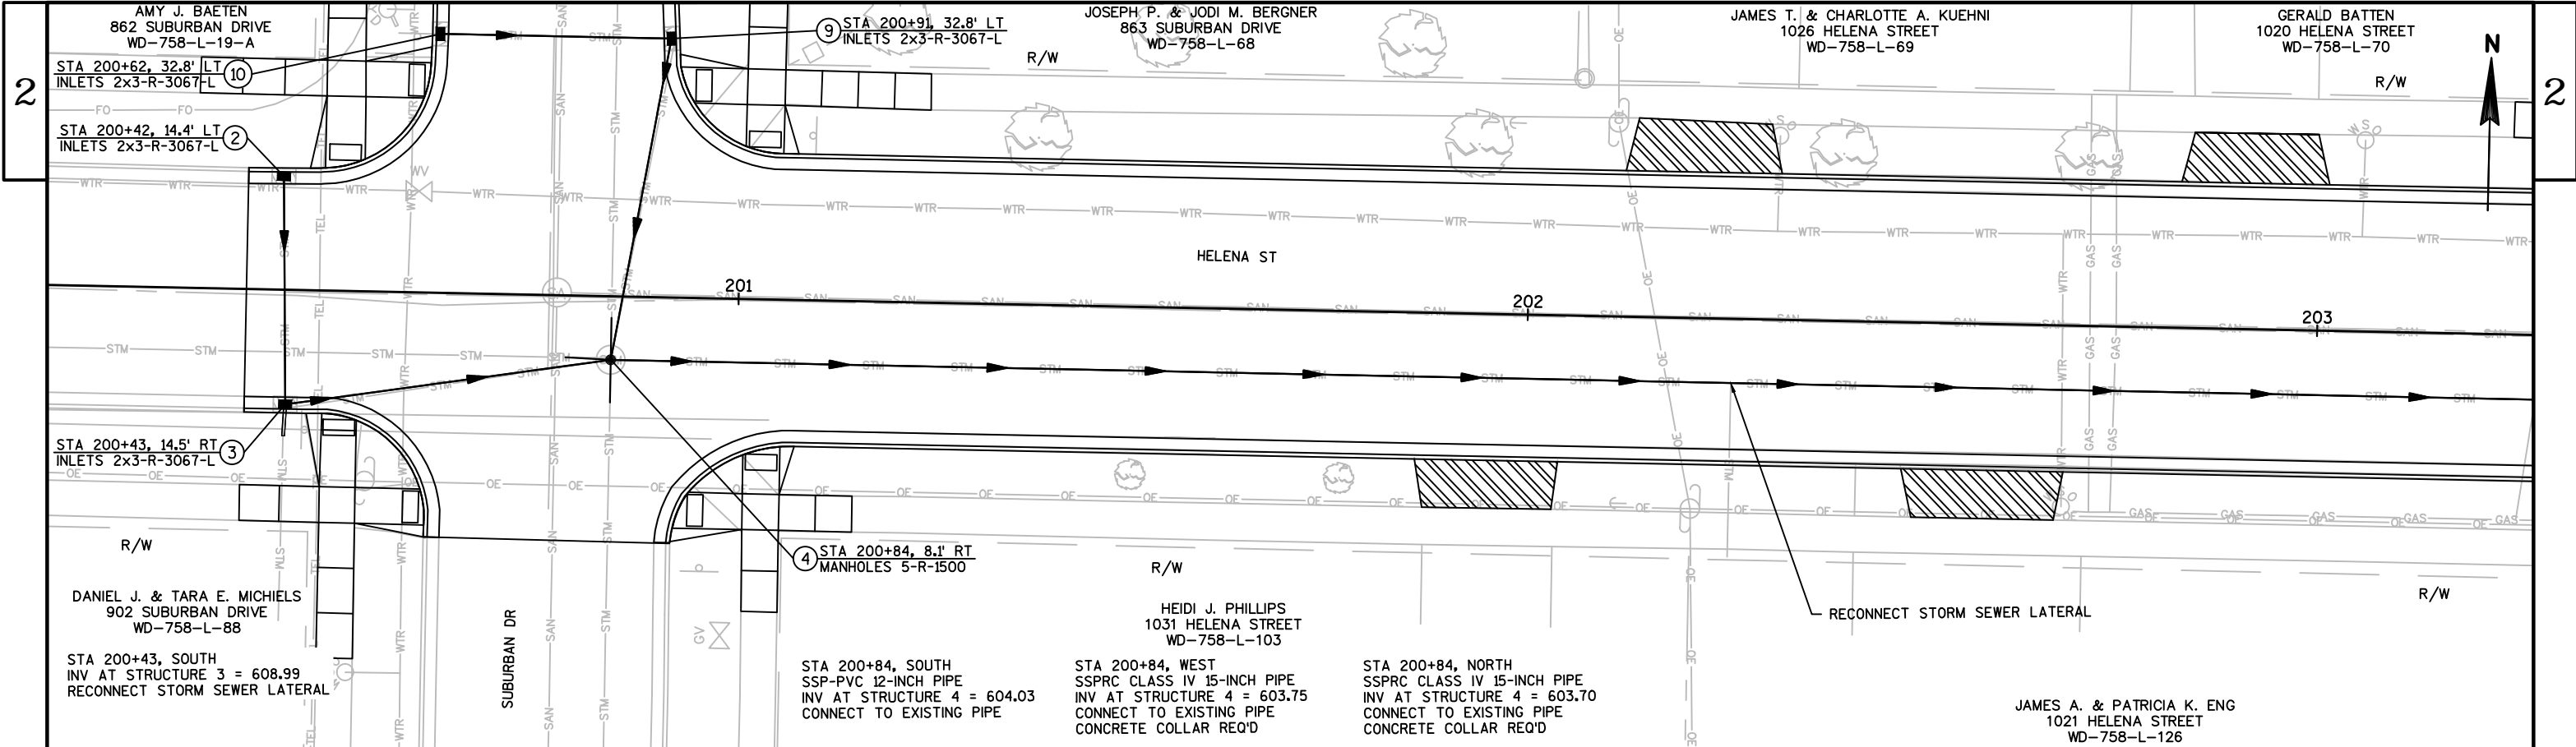 AMY J. BAETEN
862 SUBURBAN DRIVE
WD-758-L-19-A
JOSEPH P. & JODI M. BERGNER
863 SUBURBAN DRIVE
WD-758-L-68
JAMES T. & CHARLOTTE A. KUEHNI
1026 HELENA STREET
WD-758-L-69
GERALD BATTEN
1020 HELENA STREET
WD-758-L-70
N
2
2
STA 200+91, 32.8' LT
INLETS 2x3-R-3067-L
9
STA 200+62, 32.8' LT
INLETS 2x3-R-3067-L
10
STA 200+42, 14.4' LT
INLETS 2x3-R-3067-L
2
R/W
R/W
HELENA ST
201
202
203
STA 200+43, 14.5' RT
INLETS 2x3-R-3067-L
3
4
STA 200+84, 8.1' RT
MANHOLES 5-R-1500
R/W
R/W
R/W
RECONNECT STORM SEWER LATERAL
DANIEL J. & TARA E. MICHIELS
902 SUBURBAN DRIVE
WD-758-L-88
HEIDI J. PHILLIPS
1031 HELENA STREET
WD-758-L-103
SUBURBAN DR
STA 200+43, SOUTH
INV AT STRUCTURE 3 = 608.99
RECONNECT STORM SEWER LATERAL
STA 200+84, SOUTH
SSP-PVC 12-INCH PIPE
INV AT STRUCTURE 4 = 604.03
CONNECT TO EXISTING PIPE
STA 200+84, WEST
SSPRC CLASS IV 15-INCH PIPE
INV AT STRUCTURE 4 = 603.75
CONNECT TO EXISTING PIPE
CONCRETE COLLAR REQ'D
STA 200+84, NORTH
SSPRC CLASS IV 15-INCH PIPE
INV AT STRUCTURE 4 = 603.70
CONNECT TO EXISTING PIPE
CONCRETE COLLAR REQ'D
JAMES A. & PATRICIA K. ENG
1021 HELENA STREET
WD-758-L-126
FO
FO
WV
GV
WTR
STM
SAN
TEL
OE
GAS